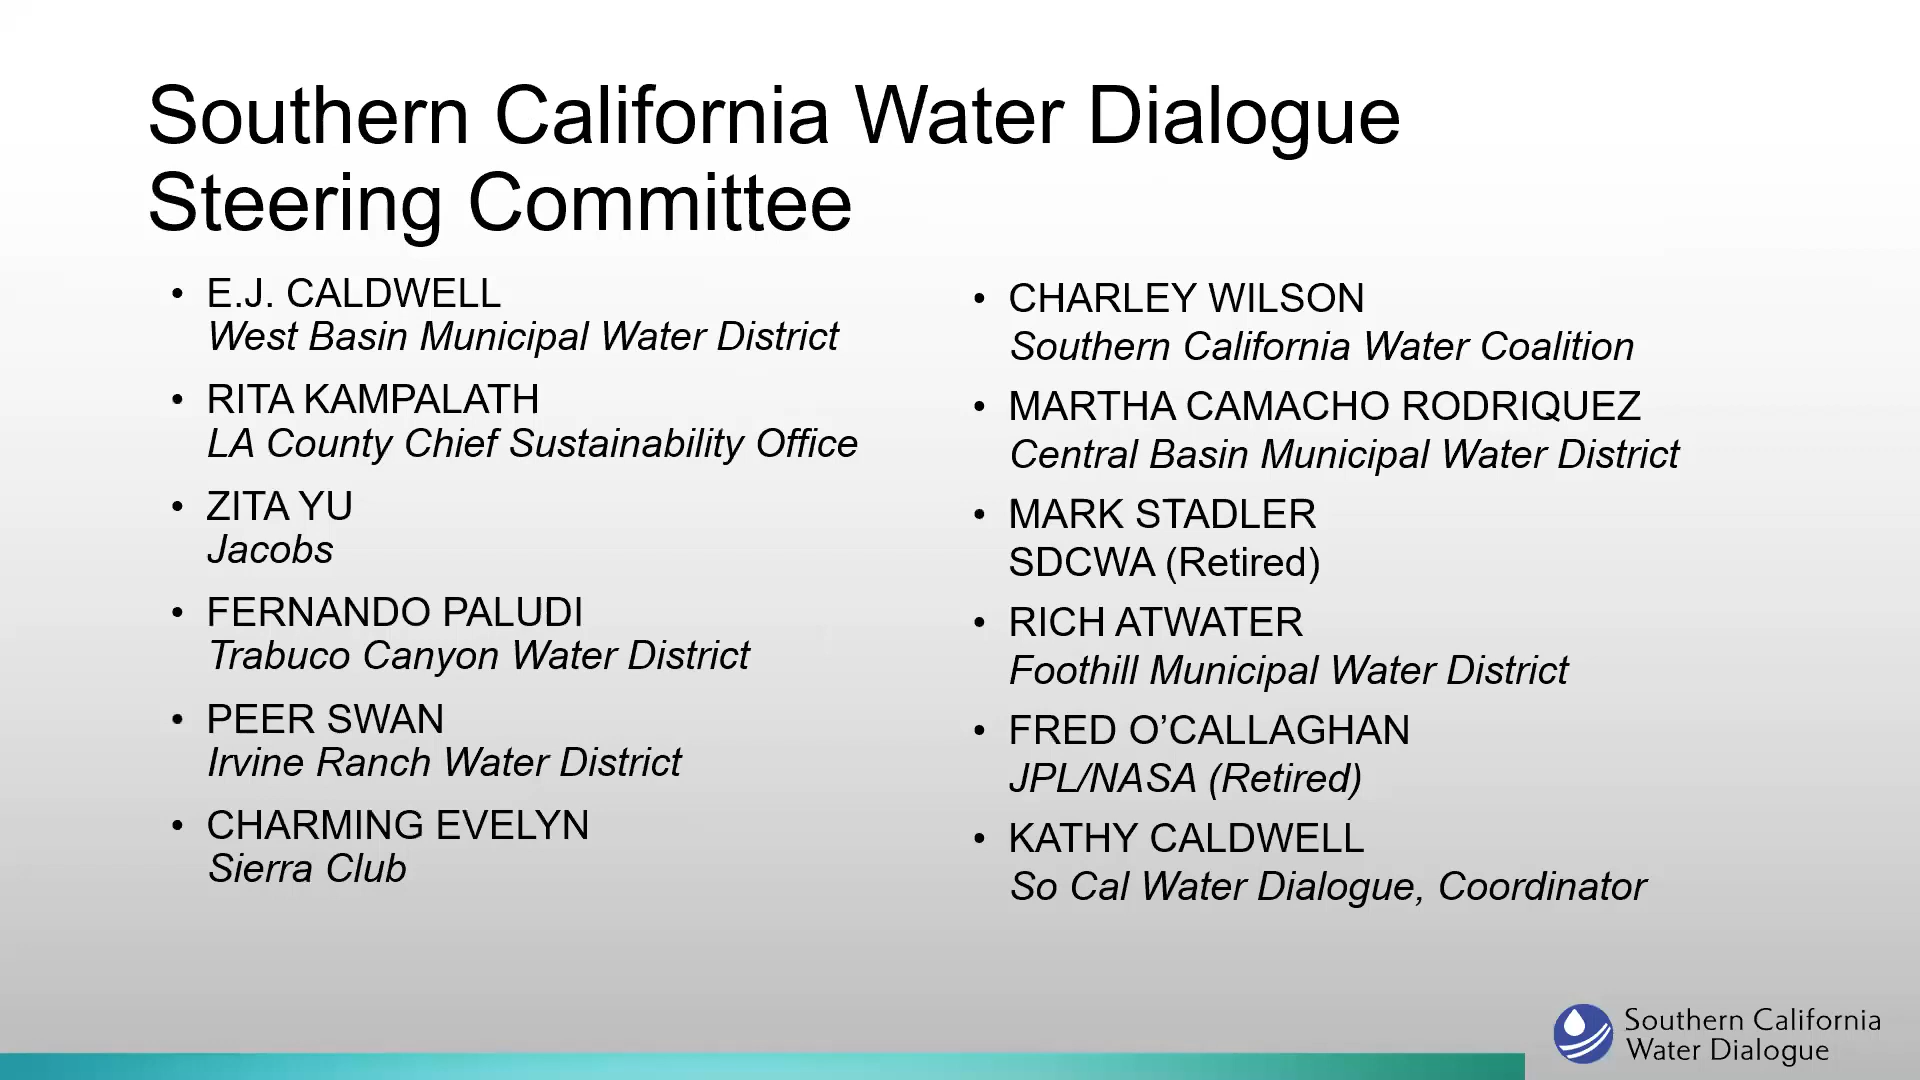 Southern California Water Dialogue
Steering Committee
• E.J. CALDWELL
West Basin Municipal Water District
• RITA KAMPALATH
LA County Chief Sustainability Office
• ZITA YU
Jacobs
• FERNANDO PALUDI
Trabuco Canyon Water District
• PEER SWAN
Irvine Ranch Water District
• CHARMING EVELYN
Sierra Club
• CHARLEY WILSON
Southern California Water Coalition
• MARTHA CAMACHO RODRIQUEZ
Central Basin Municipal Water District
• MARK STADLER
SDCWA (Retired)
• RICH ATWATER
Foothill Municipal Water District
• FRED O’CALLAGHAN
JPL/NASA (Retired)
• KATHY CALDWELL
So Cal Water Dialogue, Coordinator
Southern California
Water Dialogue